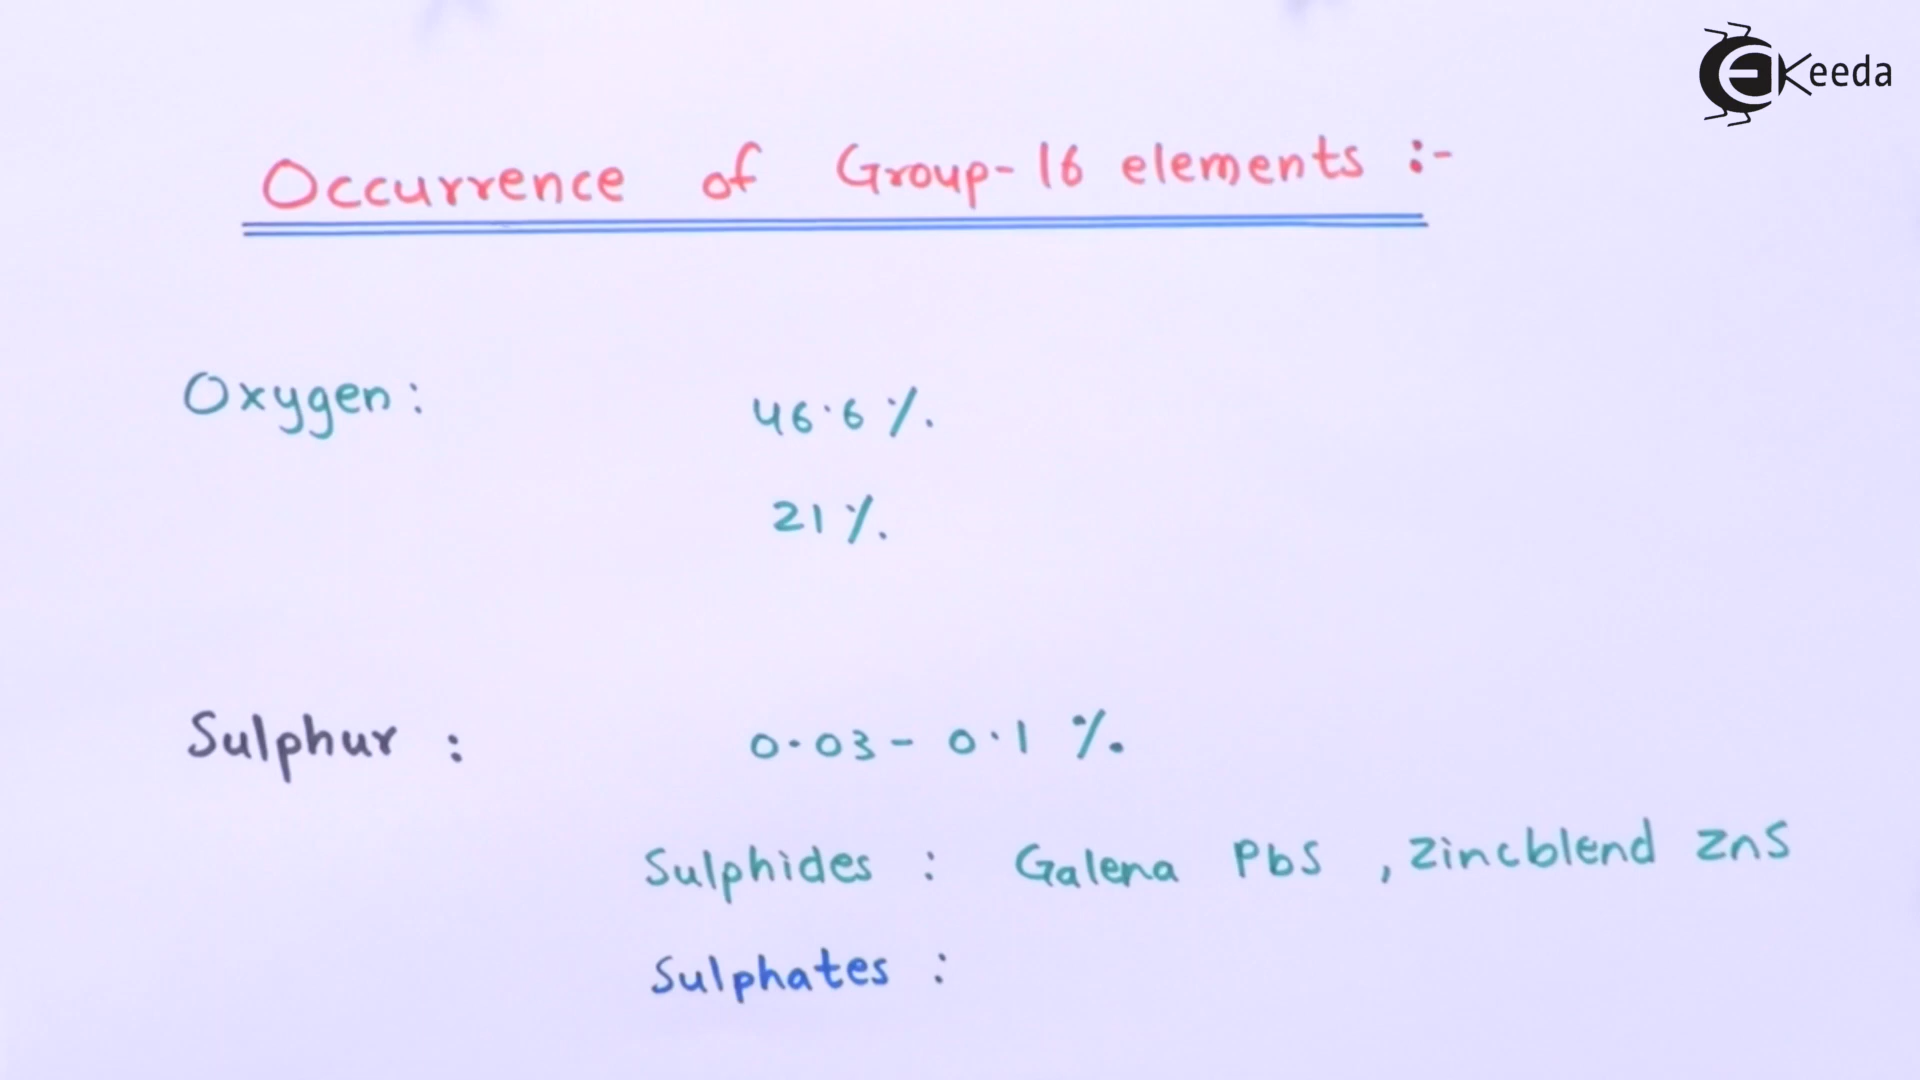 EKeeda
Occurrence of Group-16 elements :-
Oxygen : 46.6 %.
21 %.
Sulphur : 0.03 - 0.1 %.
Sulphides : Galena PbS , zincblend ZnS
Sulphates :